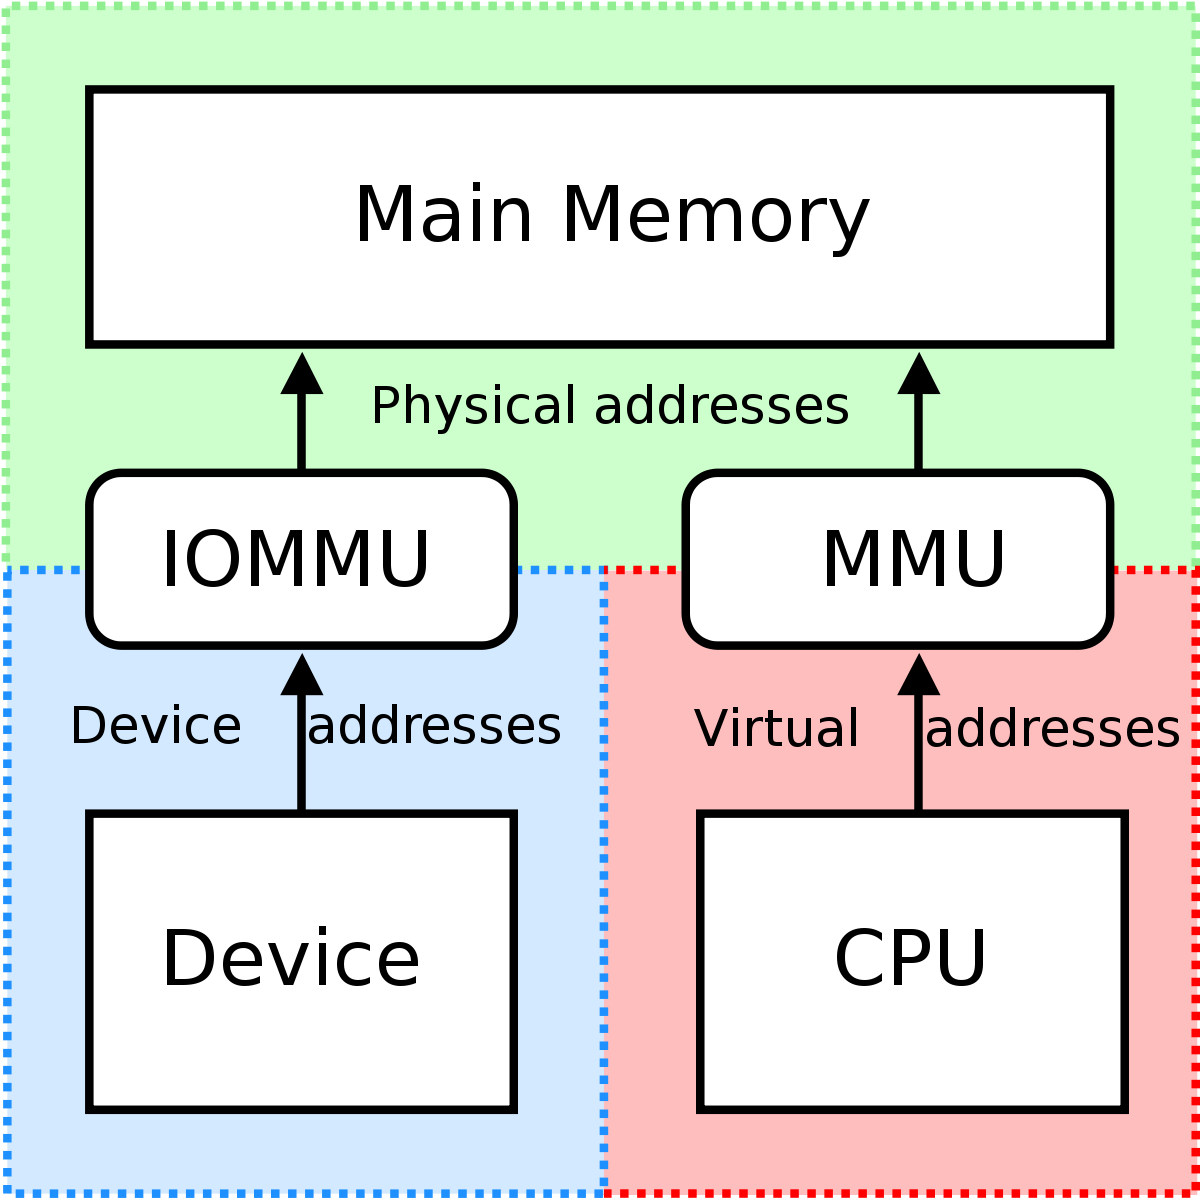 Main Memory
Physical addresses
IOMMU
MMU
Device addresses
Virtual addresses
Device
CPU